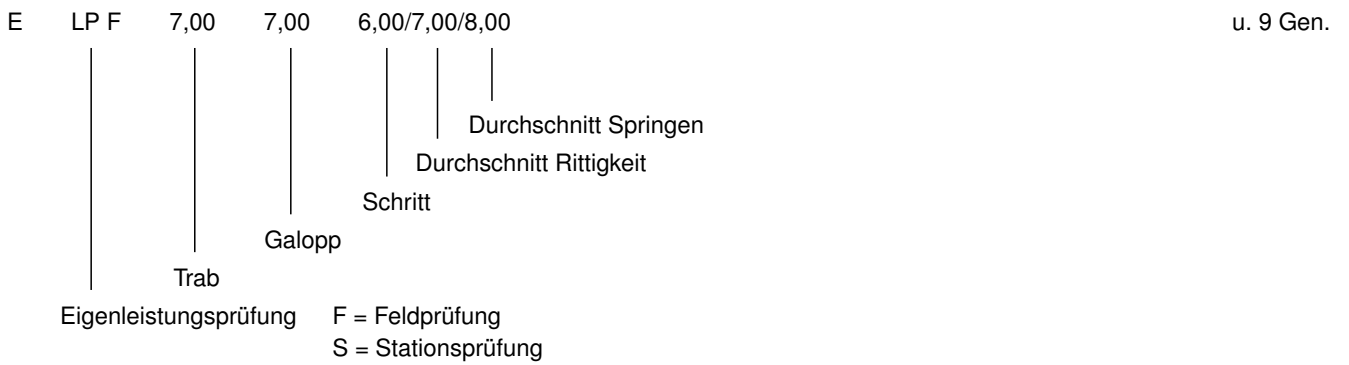 E LP F 7,00 7,00 6,00/7,00/8,00 u. 9 Gen.
Durchschnitt Springen
Durchschnitt Rittigkeit
Schritt
Galopp
Trab
Eigenleistungsprüfung F = Feldprüfung
S = Stationsprüfung